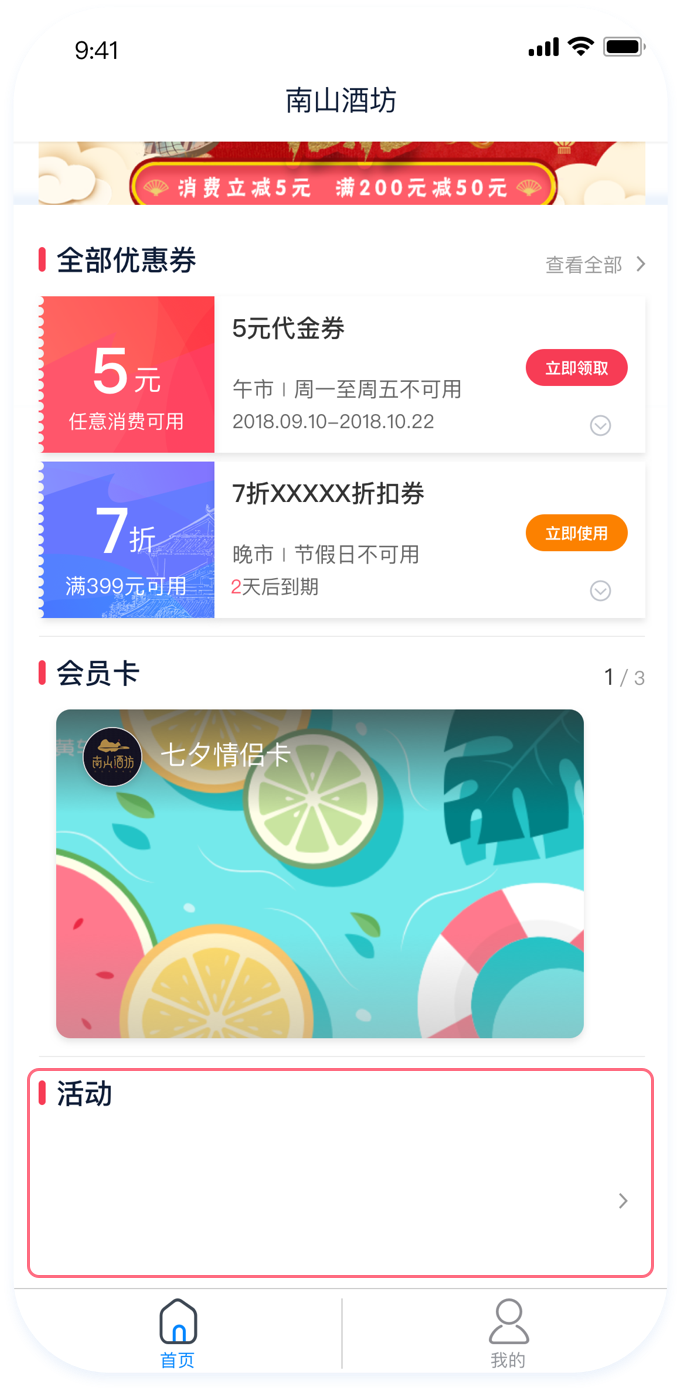 9:41
南山酒坊
消费立减5元 满200元减50元
全部优惠券
查看全部
5元代金券
5元
立即领取
午市 | 周一至周五不可用
任意消费可用
2018.09.10-2018.10.22
7折XXXXX折扣券
7折
立即使用
晚市 | 节假日不可用
满399元可用
2天后到期
会员卡
1 / 3
南山酒坊
七夕情侣卡
活动
首页
我的